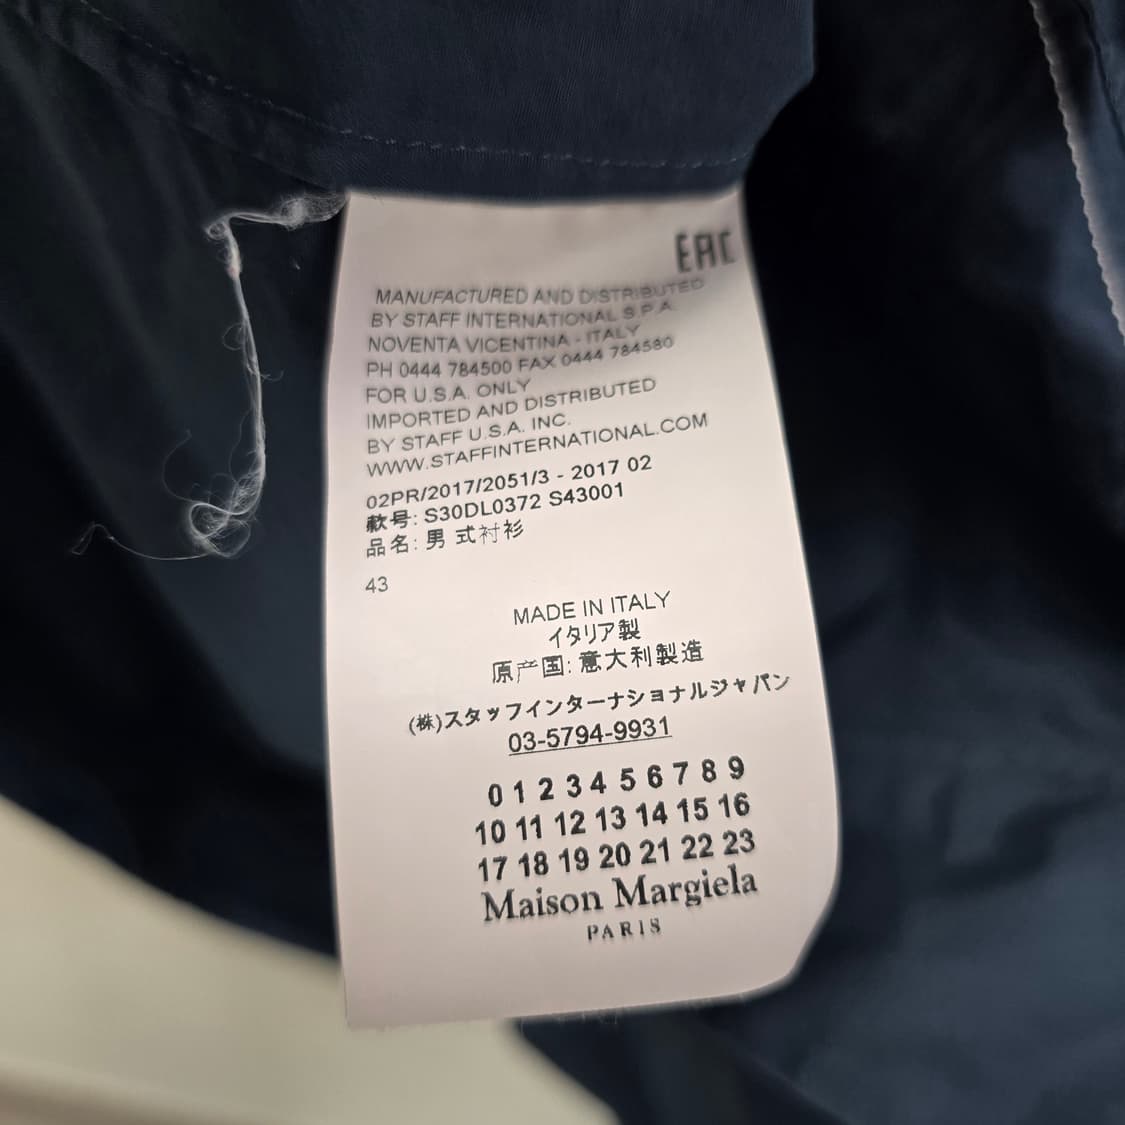 EAC
MANUFACTURED AND DISTRIBUTED
BY STAFF INTERNATIONAL S.P.A.
NOVENTA VICENTINA - ITALY
PH 0444 784500 FAX 0444 784580
FOR U.S.A. ONLY
IMPORTED AND DISTRIBUTED
BY STAFF U.S.A. INC.
WWW.STAFFINTERNATIONAL.COM
02PR/2017/2051/3 - 2017 02
款号: S30DL0372 S43001
品名: 男式衬衫
43
MADE IN ITALY
イタリア製
原产国: 意大利製造
(株)スタッフインターナショナルジャパン
03-5794-9931
0 1 2 3 4 5 6 7 8 9
10 11 12 13 14 15 16
17 18 19 20 21 22 23
Maison Margiela
PARIS